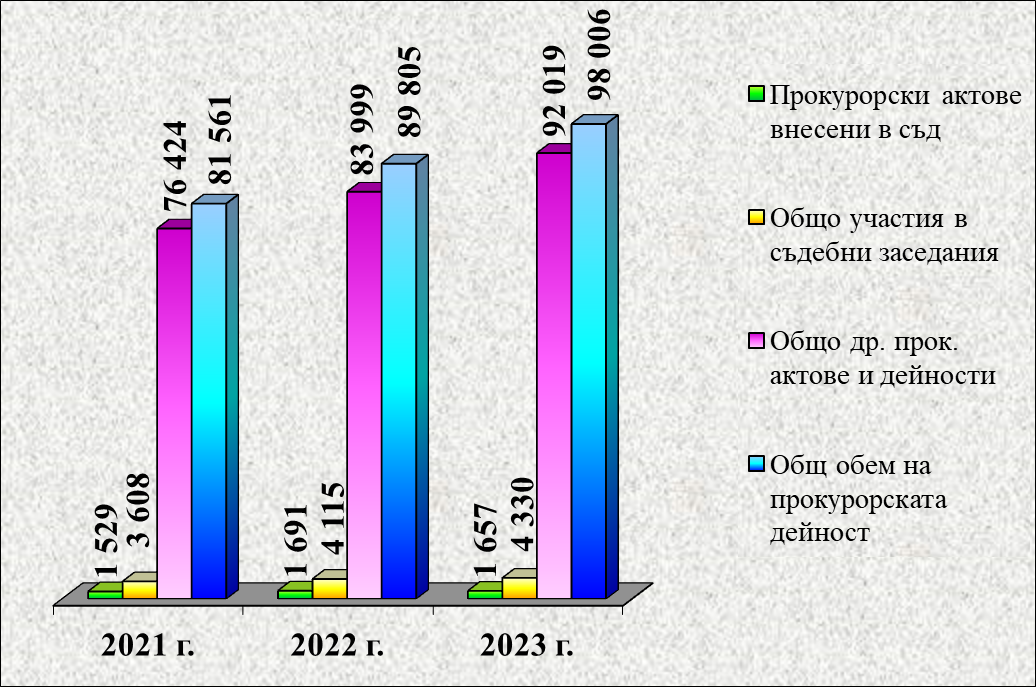 1 529
3 608
76 424
81 561
1 691
4 115
83 999
89 805
1 657
4 330
92 019
98 006
2021 г.
2022 г.
2023 г.
Прокурорски актове
внесени в съд
Общо участия в
съдебни заседания
Общо др. прок.
актове и дейности
Общ обем на
прокурорската
дейност